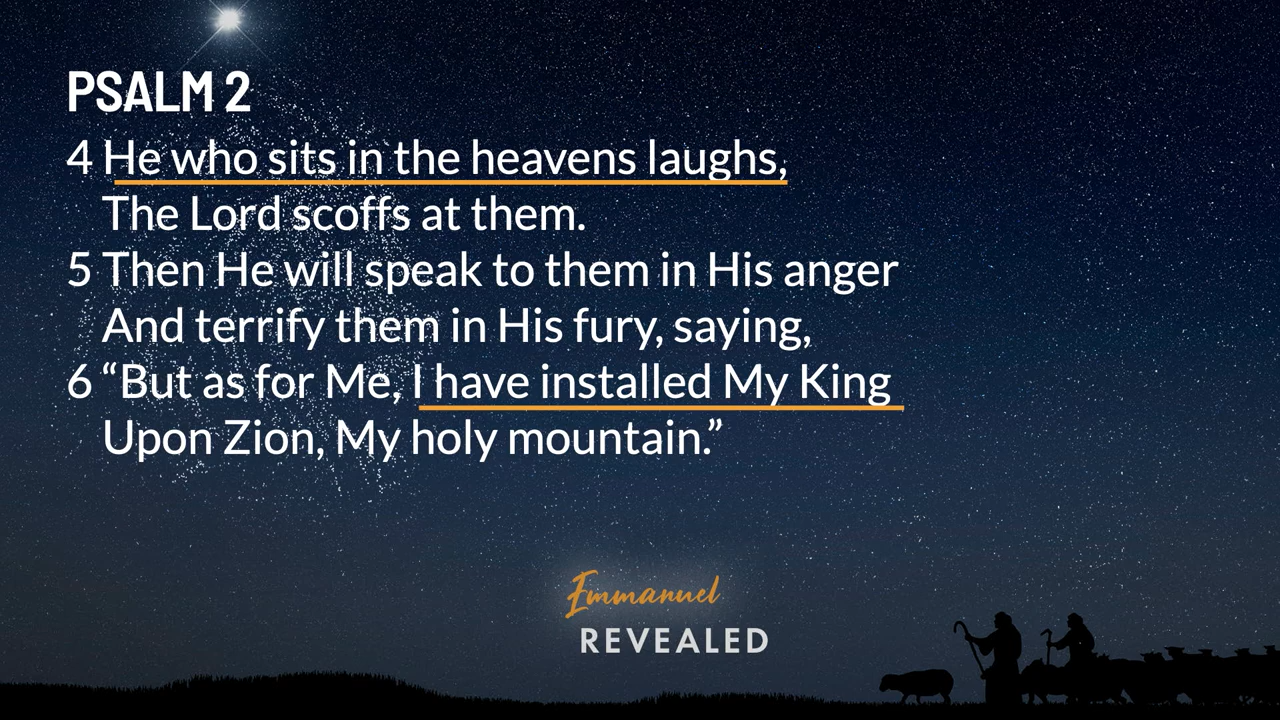 PSALM 2
4 He who sits in the heavens laughs,
The Lord scoffs at them.
5 Then He will speak to them in His anger
And terrify them in His fury, saying,
6 “But as for Me, I have installed My King
Upon Zion, My holy mountain.”
Emmanuel
REVEALED